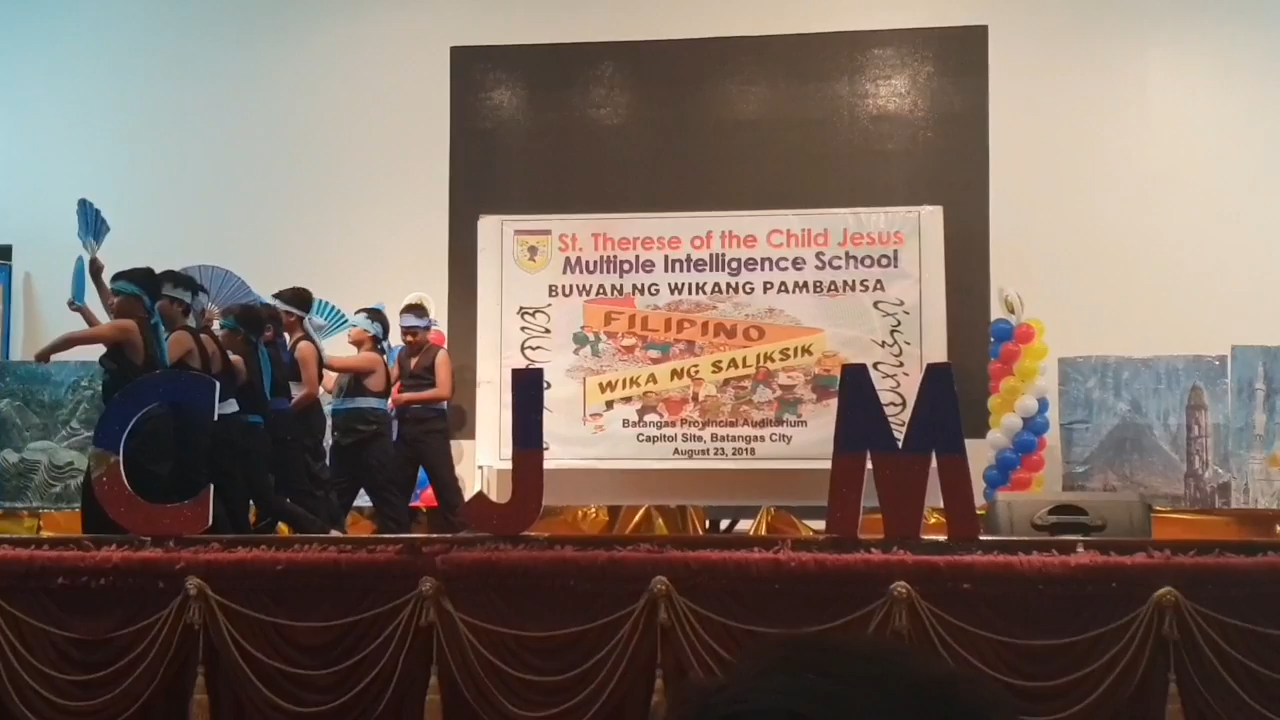 St. Therese of the Child Jesus
Multiple Intelligence School
BUWAN NG WIKANG PAMBANSA
FILIPINO
WIKA NG SALIKSIK
Batangas Provincial Auditorium
Capitol Site, Batangas City
August 23, 2018
C J M